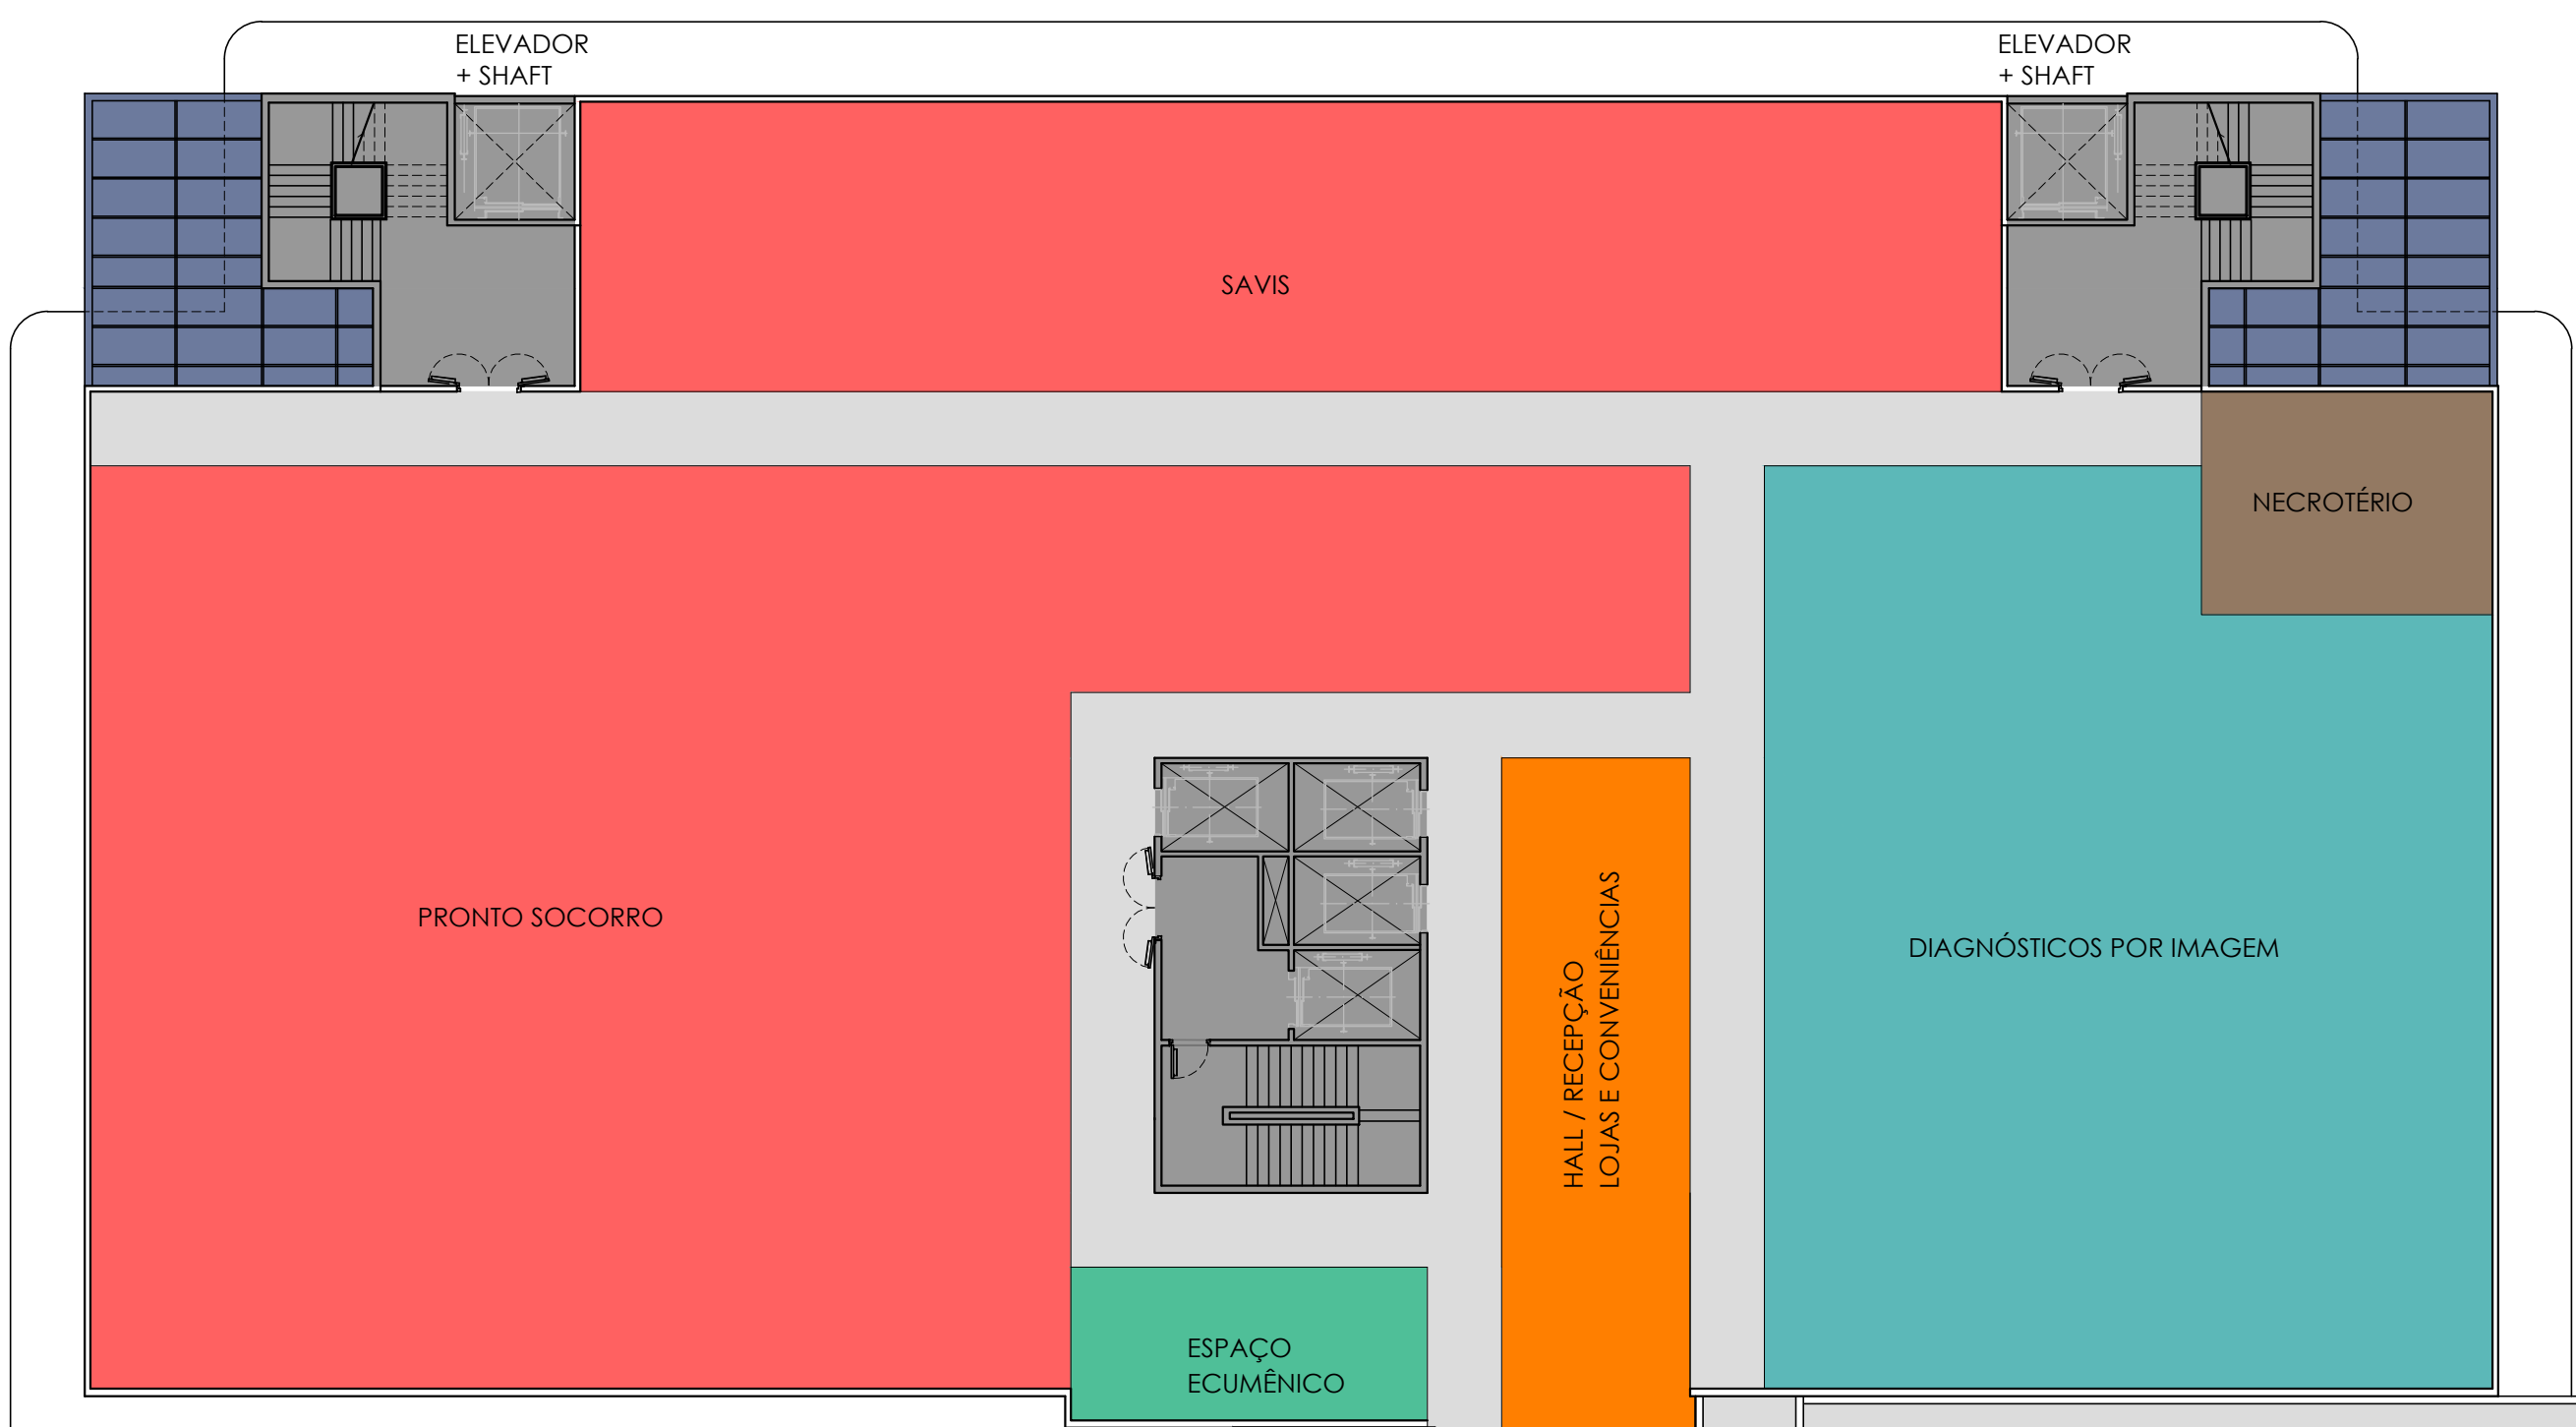 ELEVADOR
+ SHAFT
ELEVADOR
+ SHAFT
SAVIS
NECROTÉRIO
PRONTO SOCORRO
DIAGNÓSTICOS POR IMAGEM
HALL / RECEPÇÃO
LOJAS E CONVENIÊNCIAS
ESPAÇO
ECUMÊNICO